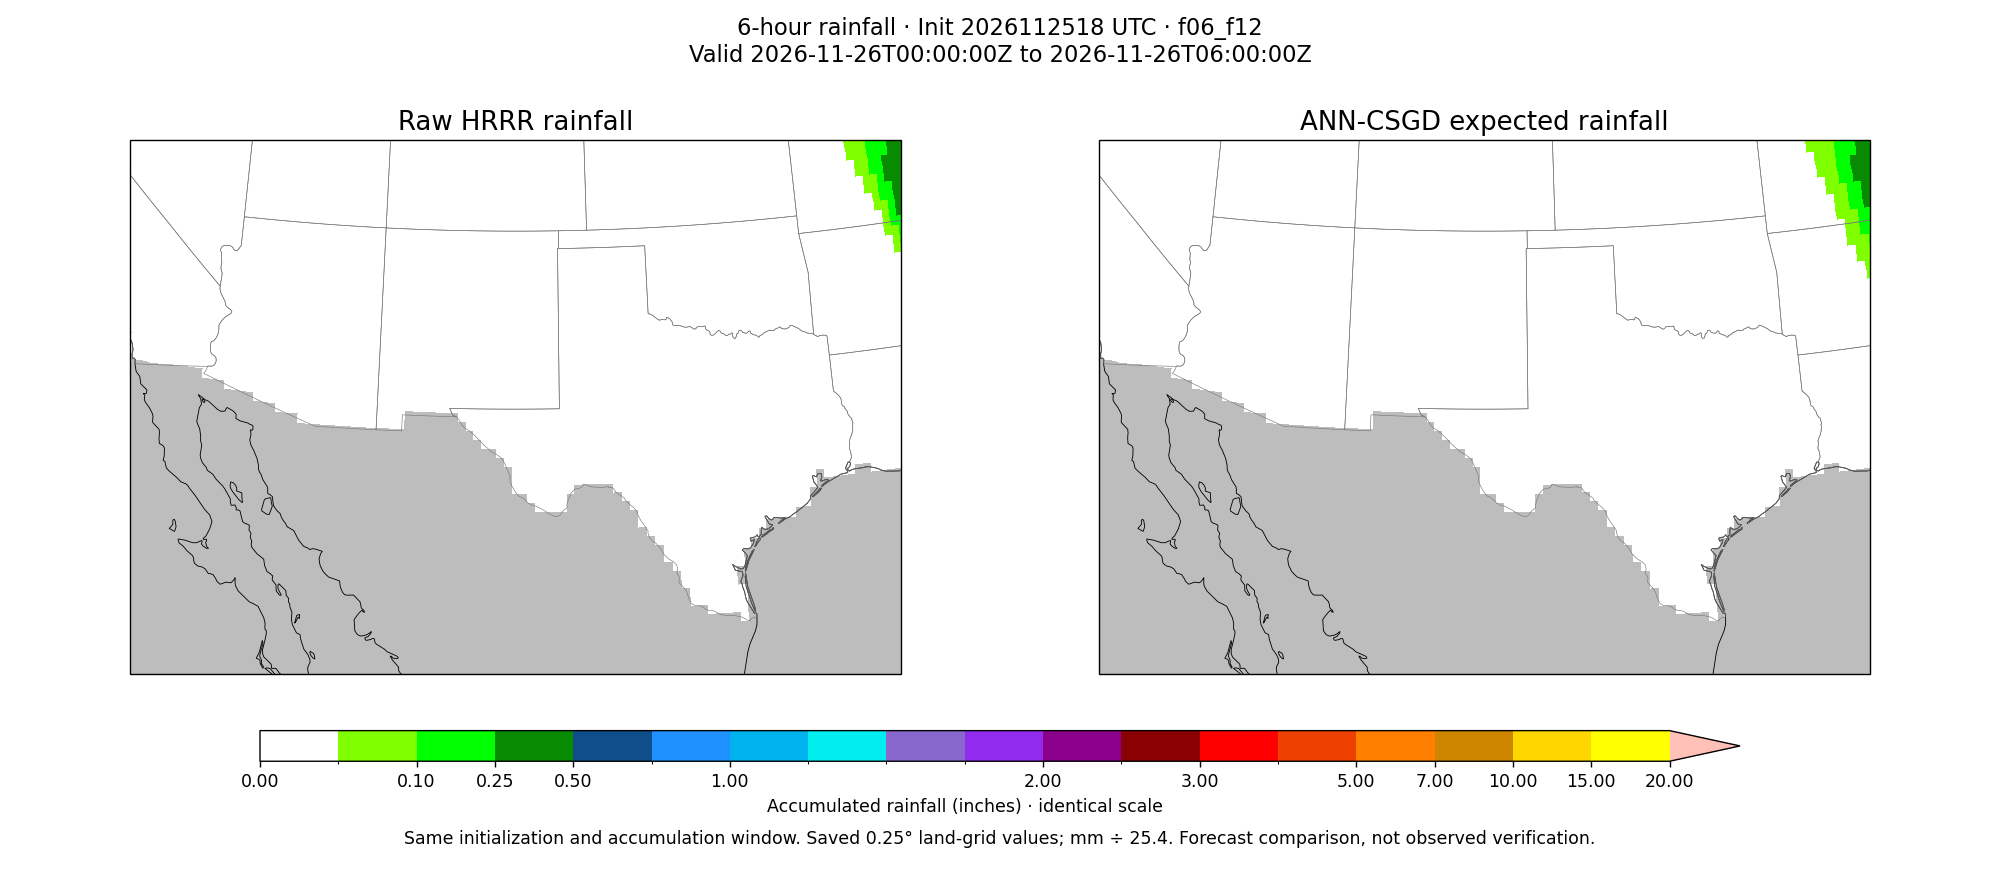 6-hour rainfall · Init 2026112518 UTC · f06_f12
Valid 2026-11-26T00:00:00Z to 2026-11-26T06:00:00Z
Raw HRRR rainfall
ANN-CSGD expected rainfall
0.00 0.10 0.25 0.50 1.00 2.00 3.00 5.00 7.00 10.00 15.00 20.00
Accumulated rainfall (inches) · identical scale
Same initialization and accumulation window. Saved 0.25° land-grid values; mm ÷ 25.4. Forecast comparison, not observed verification.